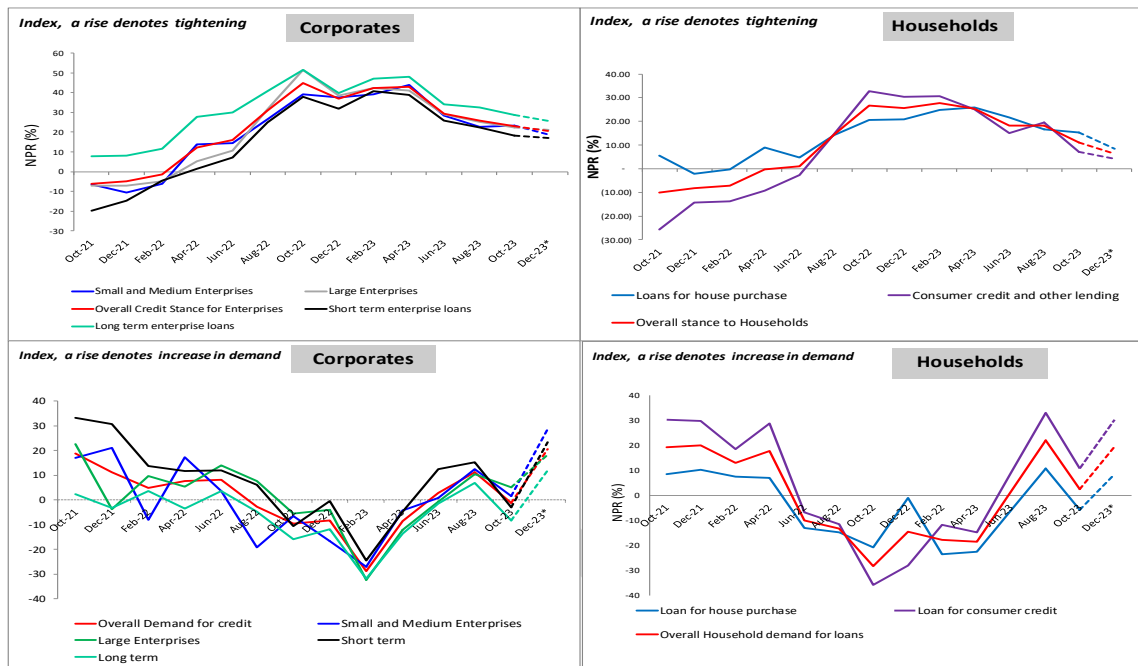 Index, a rise denotes tightening
Corporates
NPR (%)
60
50
40
30
20
10
0
-10
-20
-30
Oct-21
Dec-21
Feb-22
Apr-22
Jun-22
Aug-22
Oct-22
Dec-22
Feb-23
Apr-23
Jun-23
Aug-23
Oct-23
Dec-23*
Small and Medium Enterprises
Large Enterprises
Overall Credit Stance for Enterprises
Short term enterprise loans
Long term enterprise loans
Index, a rise denotes tightening
Households
NPR (%)
40.00
30.00
20.00
10.00
-
(10.00)
(20.00)
(30.00)
Oct-21
Dec-21
Feb-22
Apr-22
Jun-22
Aug-22
Oct-22
Dec-22
Feb-23
Apr-23
Jun-23
Aug-23
Oct-23
Dec-23*
Loans for house purchase
Consumer credit and other lending
Overall stance to Households
Index, a rise denotes increase in demand
Corporates
40
30
20
10
0
-10
-20
-30
-40
Oct-21
Dec-21
Feb-22
Apr-22
Jun-22
Aug-22
Oct-22
Dec-22
Feb-23
Apr-23
Jun-23
Aug-23
Oct-23
Dec-23*
Overall Demand for credit
Small and Medium Enterprises
Large Enterprises
Short term
Long term
Index, a rise denotes increase in demand
Households
NPR (%)
40
30
20
10
0
-10
-20
-30
-40
Oct-21
Dec-21
Feb-22
Apr-22
Jun-22
Aug-22
Oct-22
Dec-22
Feb-23
Apr-23
Jun-23
Aug-23
Oct-23
Dec-23*
Loan for house purchase
Loan for consumer credit
Overall Household demand for loans